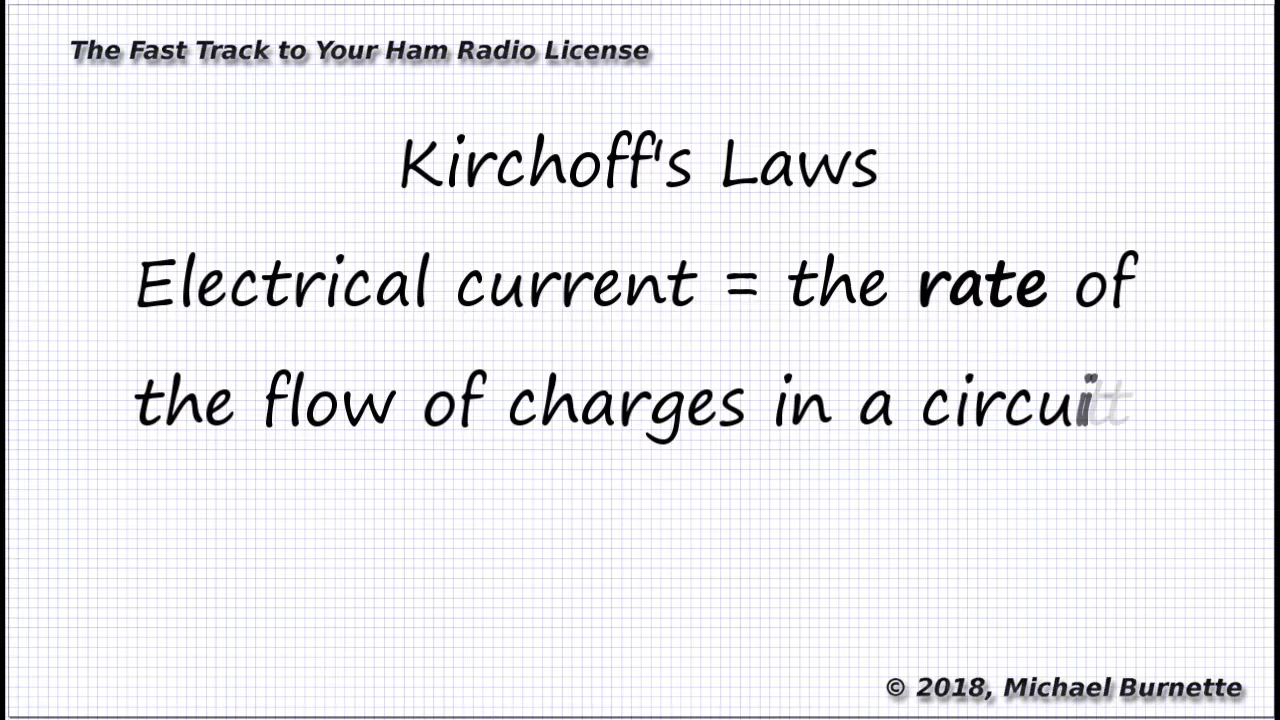 The Fast Track to Your Ham Radio License
Kirchoff's Laws
Electrical current = the rate of
the flow of charges in a circuit
© 2018, Michael Burnette